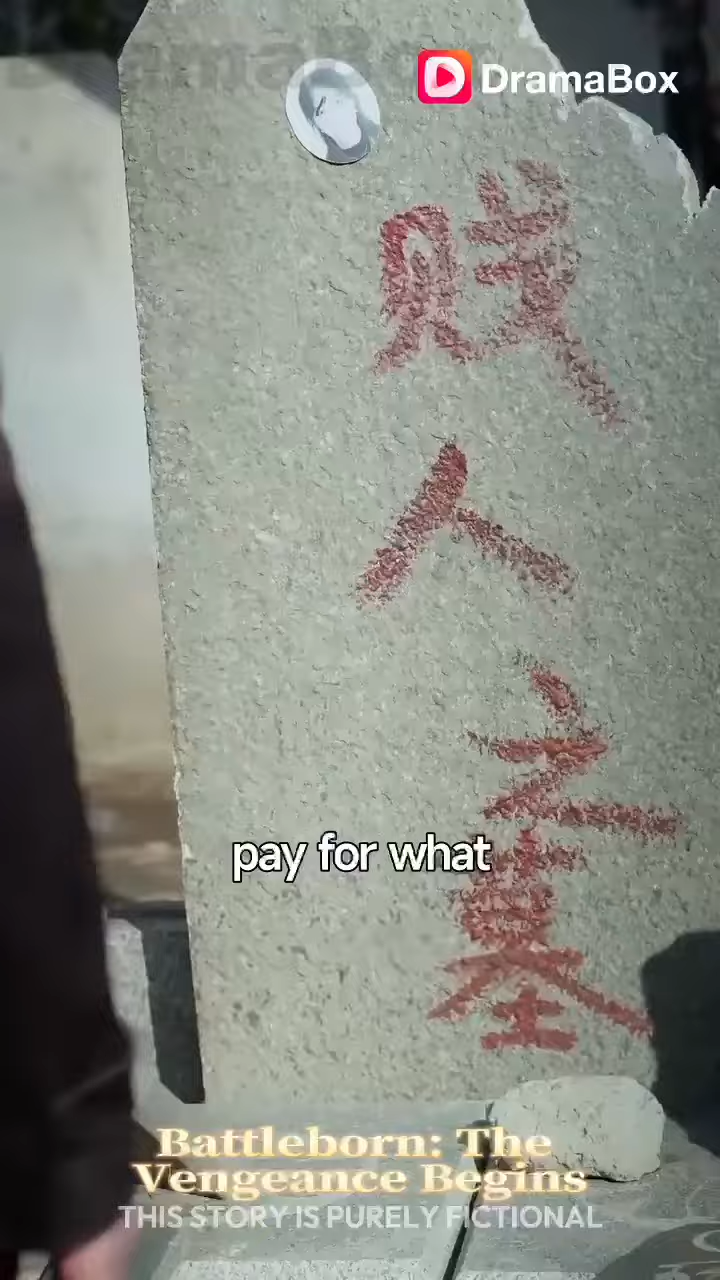 DramaBox
贱人之墓
pay for what
Battleborn: The
Vengeance Begins
THIS STORY IS PURELY FICTIONAL